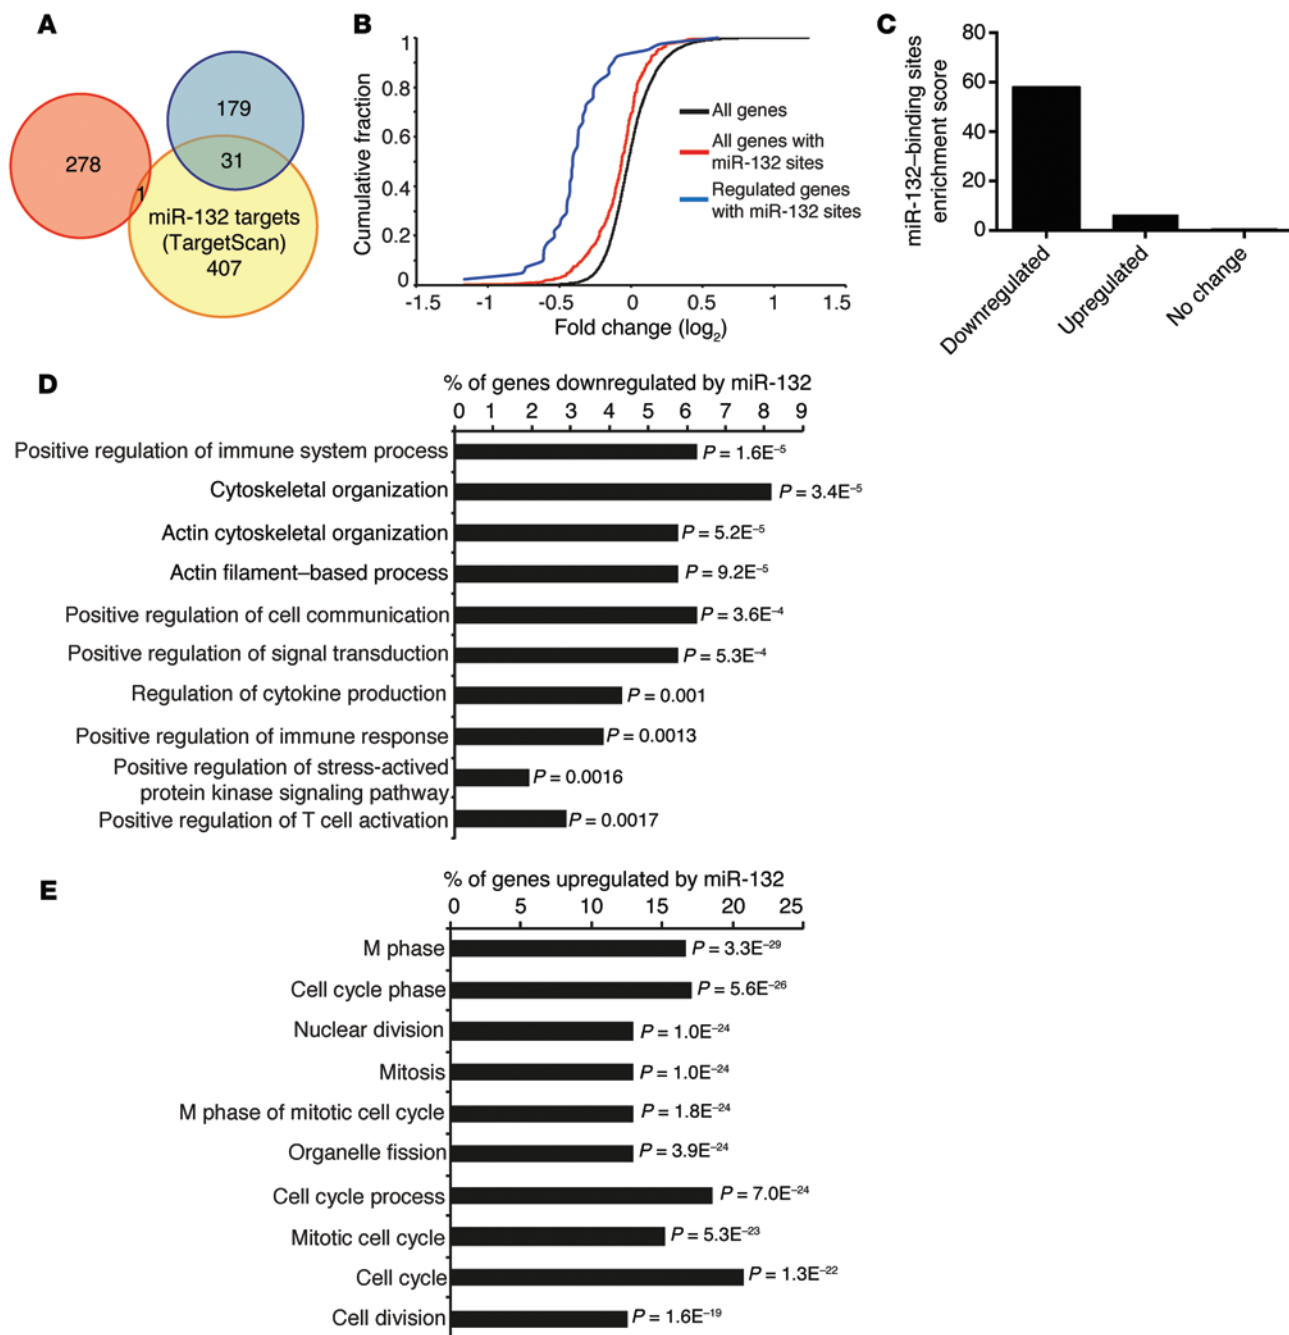 A
278
179
31
1
miR-132 targets
(TargetScan)
407
B
Cumulative fraction
1
0.8
0.6
0.4
0.2
0
-1.5 -1 -0.5 0 0.5 1 1.5
Fold change (log2)
All genes
All genes with
miR-132 sites
Regulated genes
with miR-132 sites
C
miR-132–binding sites
enrichment score
80
60
40
20
0
Downregulated
Upregulated
No change
D
% of genes downregulated by miR-132
0 1 2 3 4 5 6 7 8 9
Positive regulation of immune system process P = 1.6E–5
Cytoskeletal organization P = 3.4E–5
Actin cytoskeletal organization P = 5.2E–5
Actin filament–based process P = 9.2E–5
Positive regulation of cell communication P = 3.6E–4
Positive regulation of signal transduction P = 5.3E–4
Regulation of cytokine production P = 0.001
Positive regulation of immune response P = 0.0013
Positive regulation of stress-actived
protein kinase signaling pathway P = 0.0016
Positive regulation of T cell activation P = 0.0017
E
% of genes upregulated by miR-132
0 5 10 15 20 25
M phase P = 3.3E–29
Cell cycle phase P = 5.6E–26
Nuclear division P = 1.0E–24
Mitosis P = 1.0E–24
M phase of mitotic cell cycle P = 1.8E–24
Organelle fission P = 3.9E–24
Cell cycle process P = 7.0E–24
Mitotic cell cycle P = 5.3E–23
Cell cycle P = 1.3E–22
Cell division P = 1.6E–19